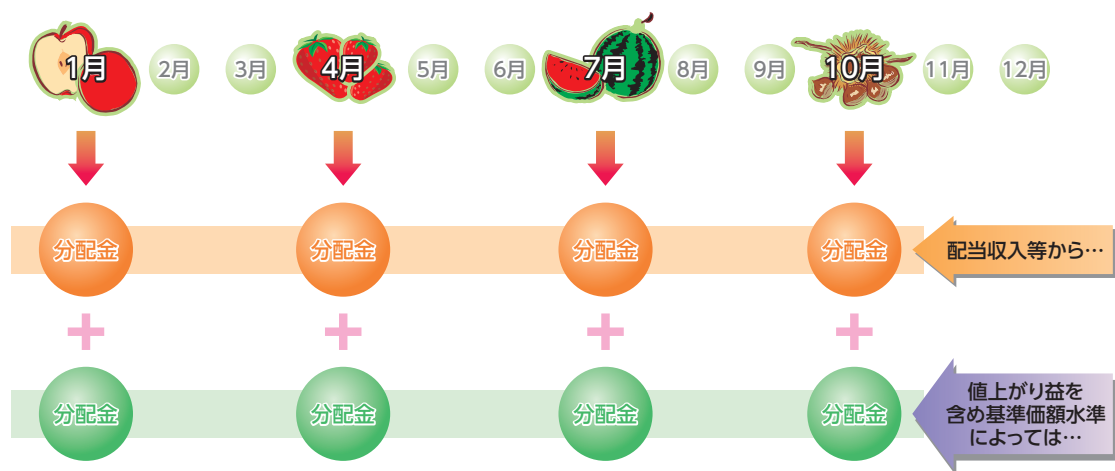 1月 2月 3月 4月 5月 6月 7月 8月 9月 10月 11月 12月
分配金 分配金 分配金 分配金 配当収入等から…
+ + + +
分配金 分配金 分配金 分配金
値上がり益を
含め基準価額水準
によっては…